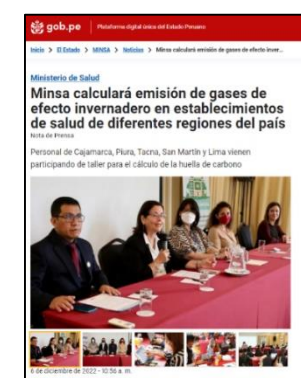 gob.pe | Plataforma digital única del Estado Peruano
Inicio > El Estado > MINSA > Noticias > Minsa calculará emisión de gases de efecto inver...
Ministerio de Salud
Minsa calculará emisión de gases de
efecto invernadero en establecimientos
de salud de diferentes regiones del país
Nota de Prensa
Personal de Cajamarca, Piura, Tacna, San Martín y Lima vienen
participando de taller para el cálculo de la huella de carbono
6 de diciembre de 2022 - 10:56 a. m.